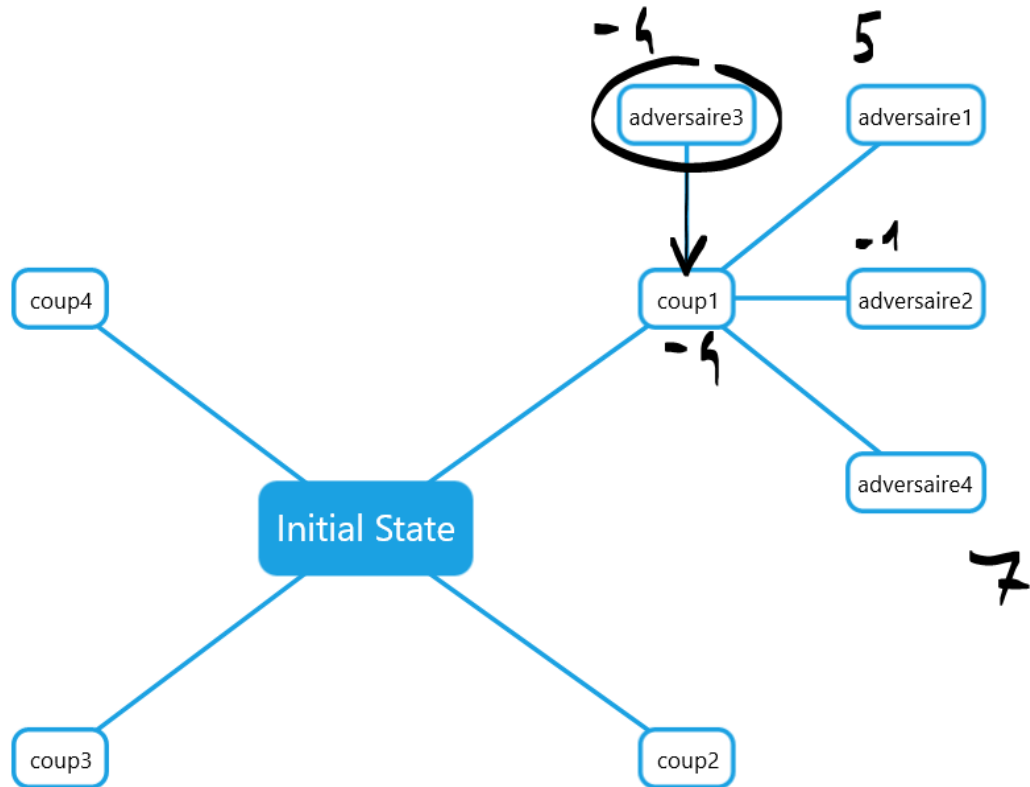 -4
5
adversaire3
adversaire1
-1
coup4
coup1
adversaire2
-4
adversaire4
Initial State
7
coup3
coup2